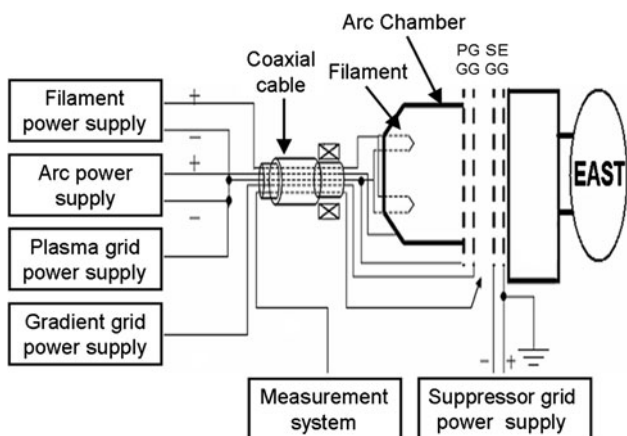 Arc Chamber
PG SE
GG GG
Coaxial
cable
Filament
Filament
power supply
+
−
Arc power
supply
+
−
Plasma grid
power supply
Gradient grid
power supply
EAST
− +
Measurement
system
Suppressor grid
power supply